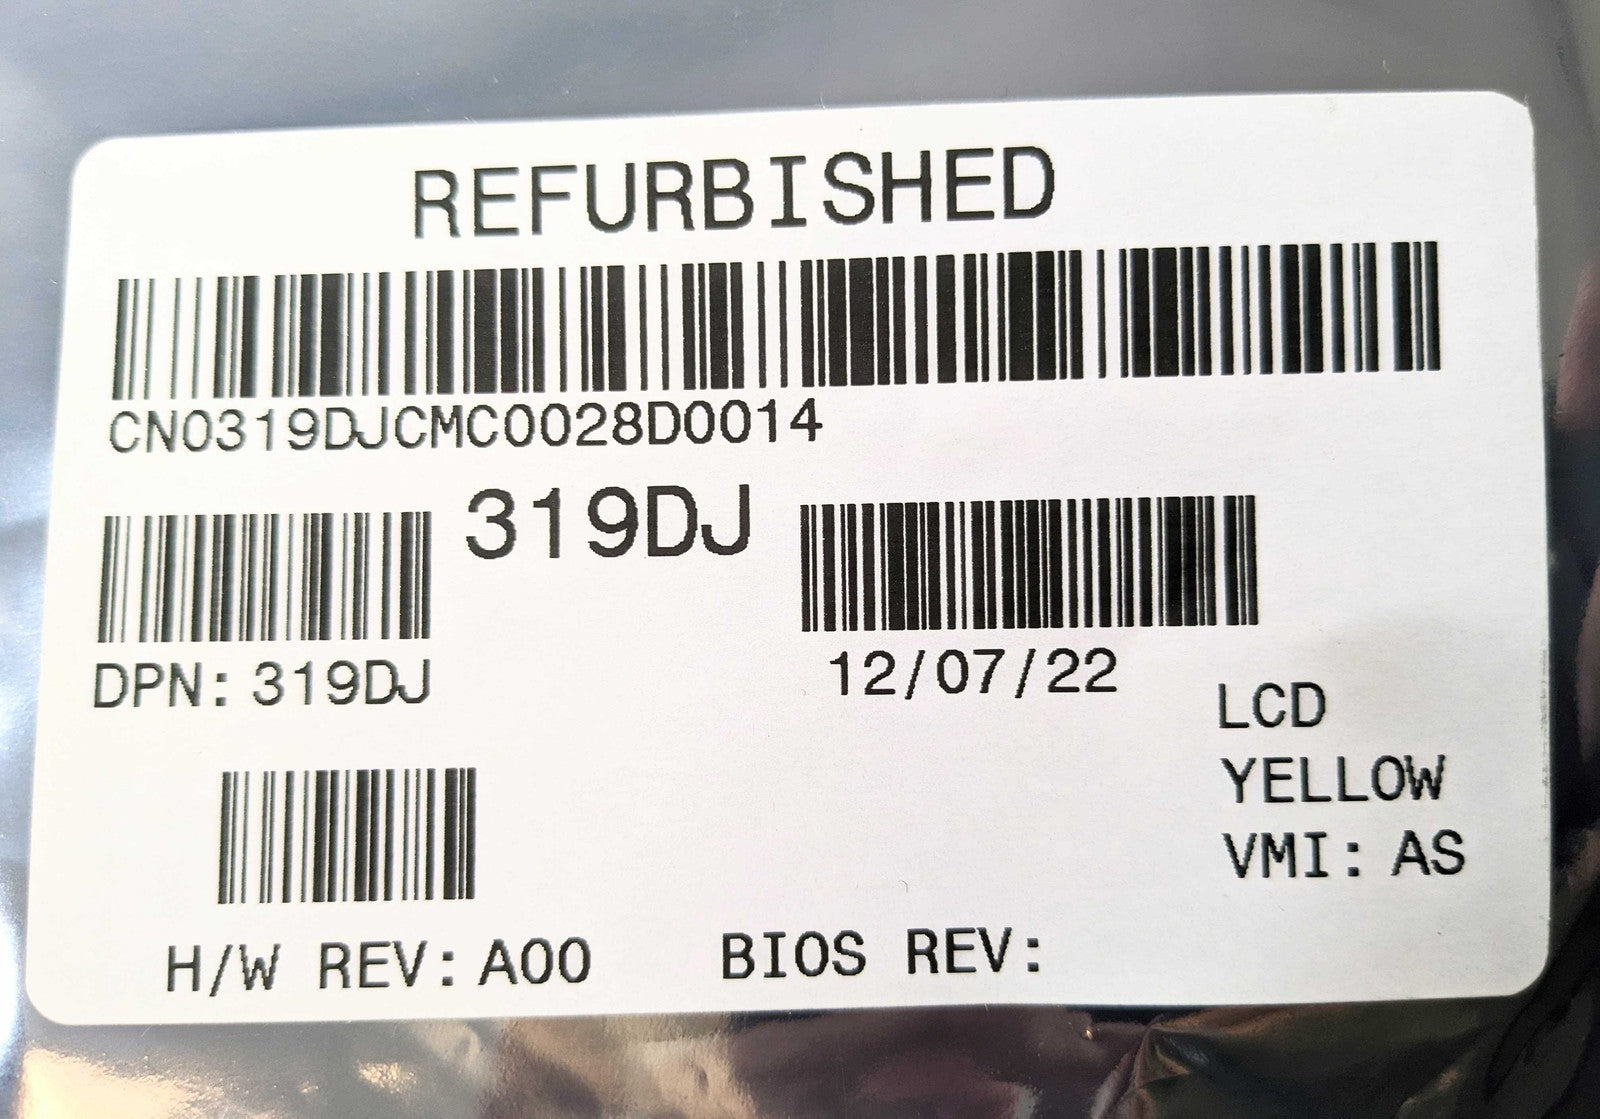 REFURBISHED
CN0319DJCMC0028D0014
319DJ
DPN: 319DJ
12/07/22
LCD
YELLOW
VMI: AS
H/W REV: A00
BIOS REV: